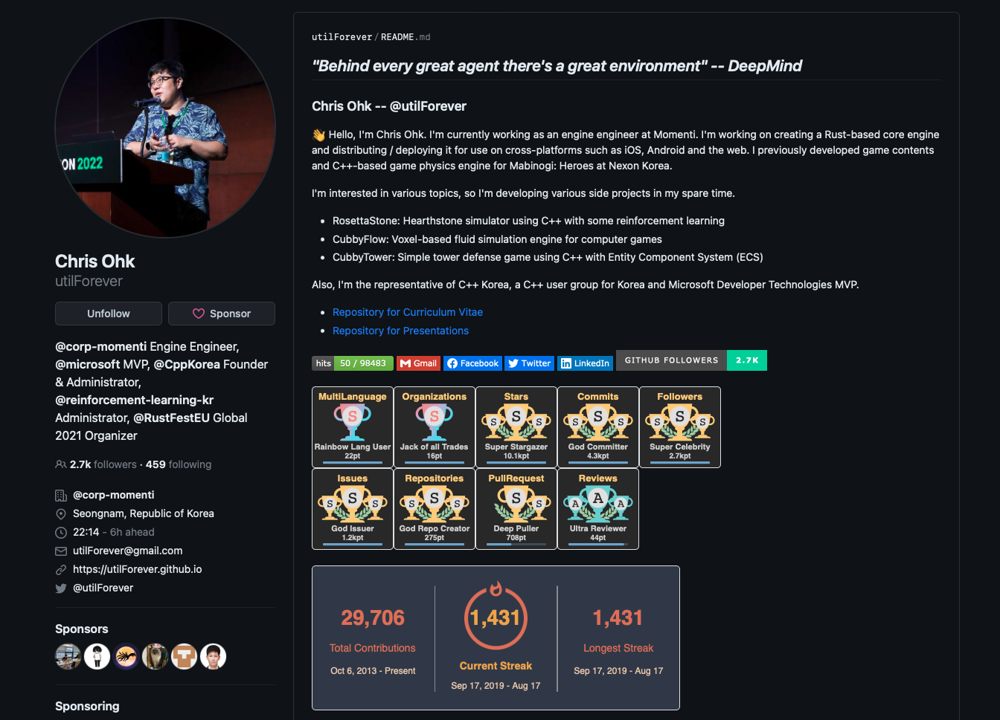 ON 2022
Chris Ohk
utilForever
Unfollow
Sponsor
@corp-momenti Engine Engineer,
@microsoft MVP, @CppKorea Founder
& Administrator,
@reinforcement-learning-kr
Administrator, @RustFestEU Global
2021 Organizer
2.7k followers · 459 following
@corp-momenti
Seongnam, Republic of Korea
22:14 - 6h ahead
utilForever@gmail.com
https://utilForever.github.io
@utilForever
Sponsors
Sponsoring
utilForever/README.md
"Behind every great agent there's a great environment" -- DeepMind
Chris Ohk -- @utilForever
👋 Hello, I'm Chris Ohk. I'm currently working as an engine engineer at Momenti. I'm working on creating a Rust-based core engine
and distributing / deploying it for use on cross-platforms such as iOS, Android and the web. I previously developed game contents
and C++-based game physics engine for Mabinogi: Heroes at Nexon Korea.
I'm interested in various topics, so I'm developing various side projects in my spare time.
• RosettaStone: Hearthstone simulator using C++ with some reinforcement learning
• CubbyFlow: Voxel-based fluid simulation engine for computer games
• CubbyTower: Simple tower defense game using C++ with Entity Component System (ECS)
Also, I'm the representative of C++ Korea, a C++ user group for Korea and Microsoft Developer Technologies MVP.
• Repository for Curriculum Vitae
• Repository for Presentations
hits 50 / 98483 Gmail Facebook Twitter LinkedIn GITHUB FOLLOWERS 2.7K
MultiLanguage Organizations Stars Commits Followers
S S S S S S S S S S S
Rainbow Lang User Jack of all Trades Super Stargazer God Committer Super Celebrity
22pt 16pt 10.1kpt 4.3kpt 2.7kpt
Issues Repositories PullRequest Reviews
S S S S S S S S A A A
God Issuer God Repo Creator Deep Puller Ultra Reviewer
1.2kpt 275pt 708pt 44pt
29,706 1,431 1,431
Total Contributions Current Streak Longest Streak
Oct 6, 2013 - Present Sep 17, 2019 - Aug 17 Sep 17, 2019 - Aug 17